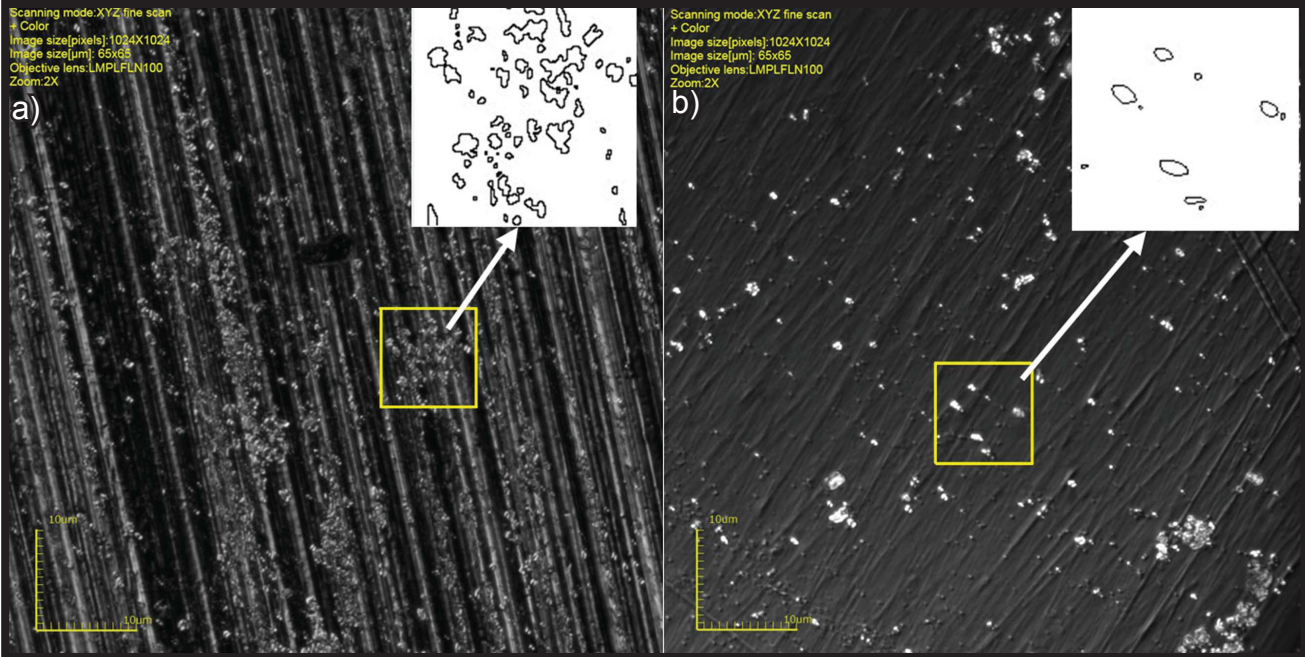 Scanning mode:XYZ fine scan
+ Color
Image size[pixels]:1024X1024
Image size[µm]: 65x65
Objective lens:LMPLFLN100
Zoom:2X
a)
10µm
10µm
Scanning mode:XYZ fine scan
+ Color
Image size[pixels]:1024X1024
Image size[µm]: 65x65
Objective lens:LMPLFLN100
Zoom:2X
b)
10µm
10µm